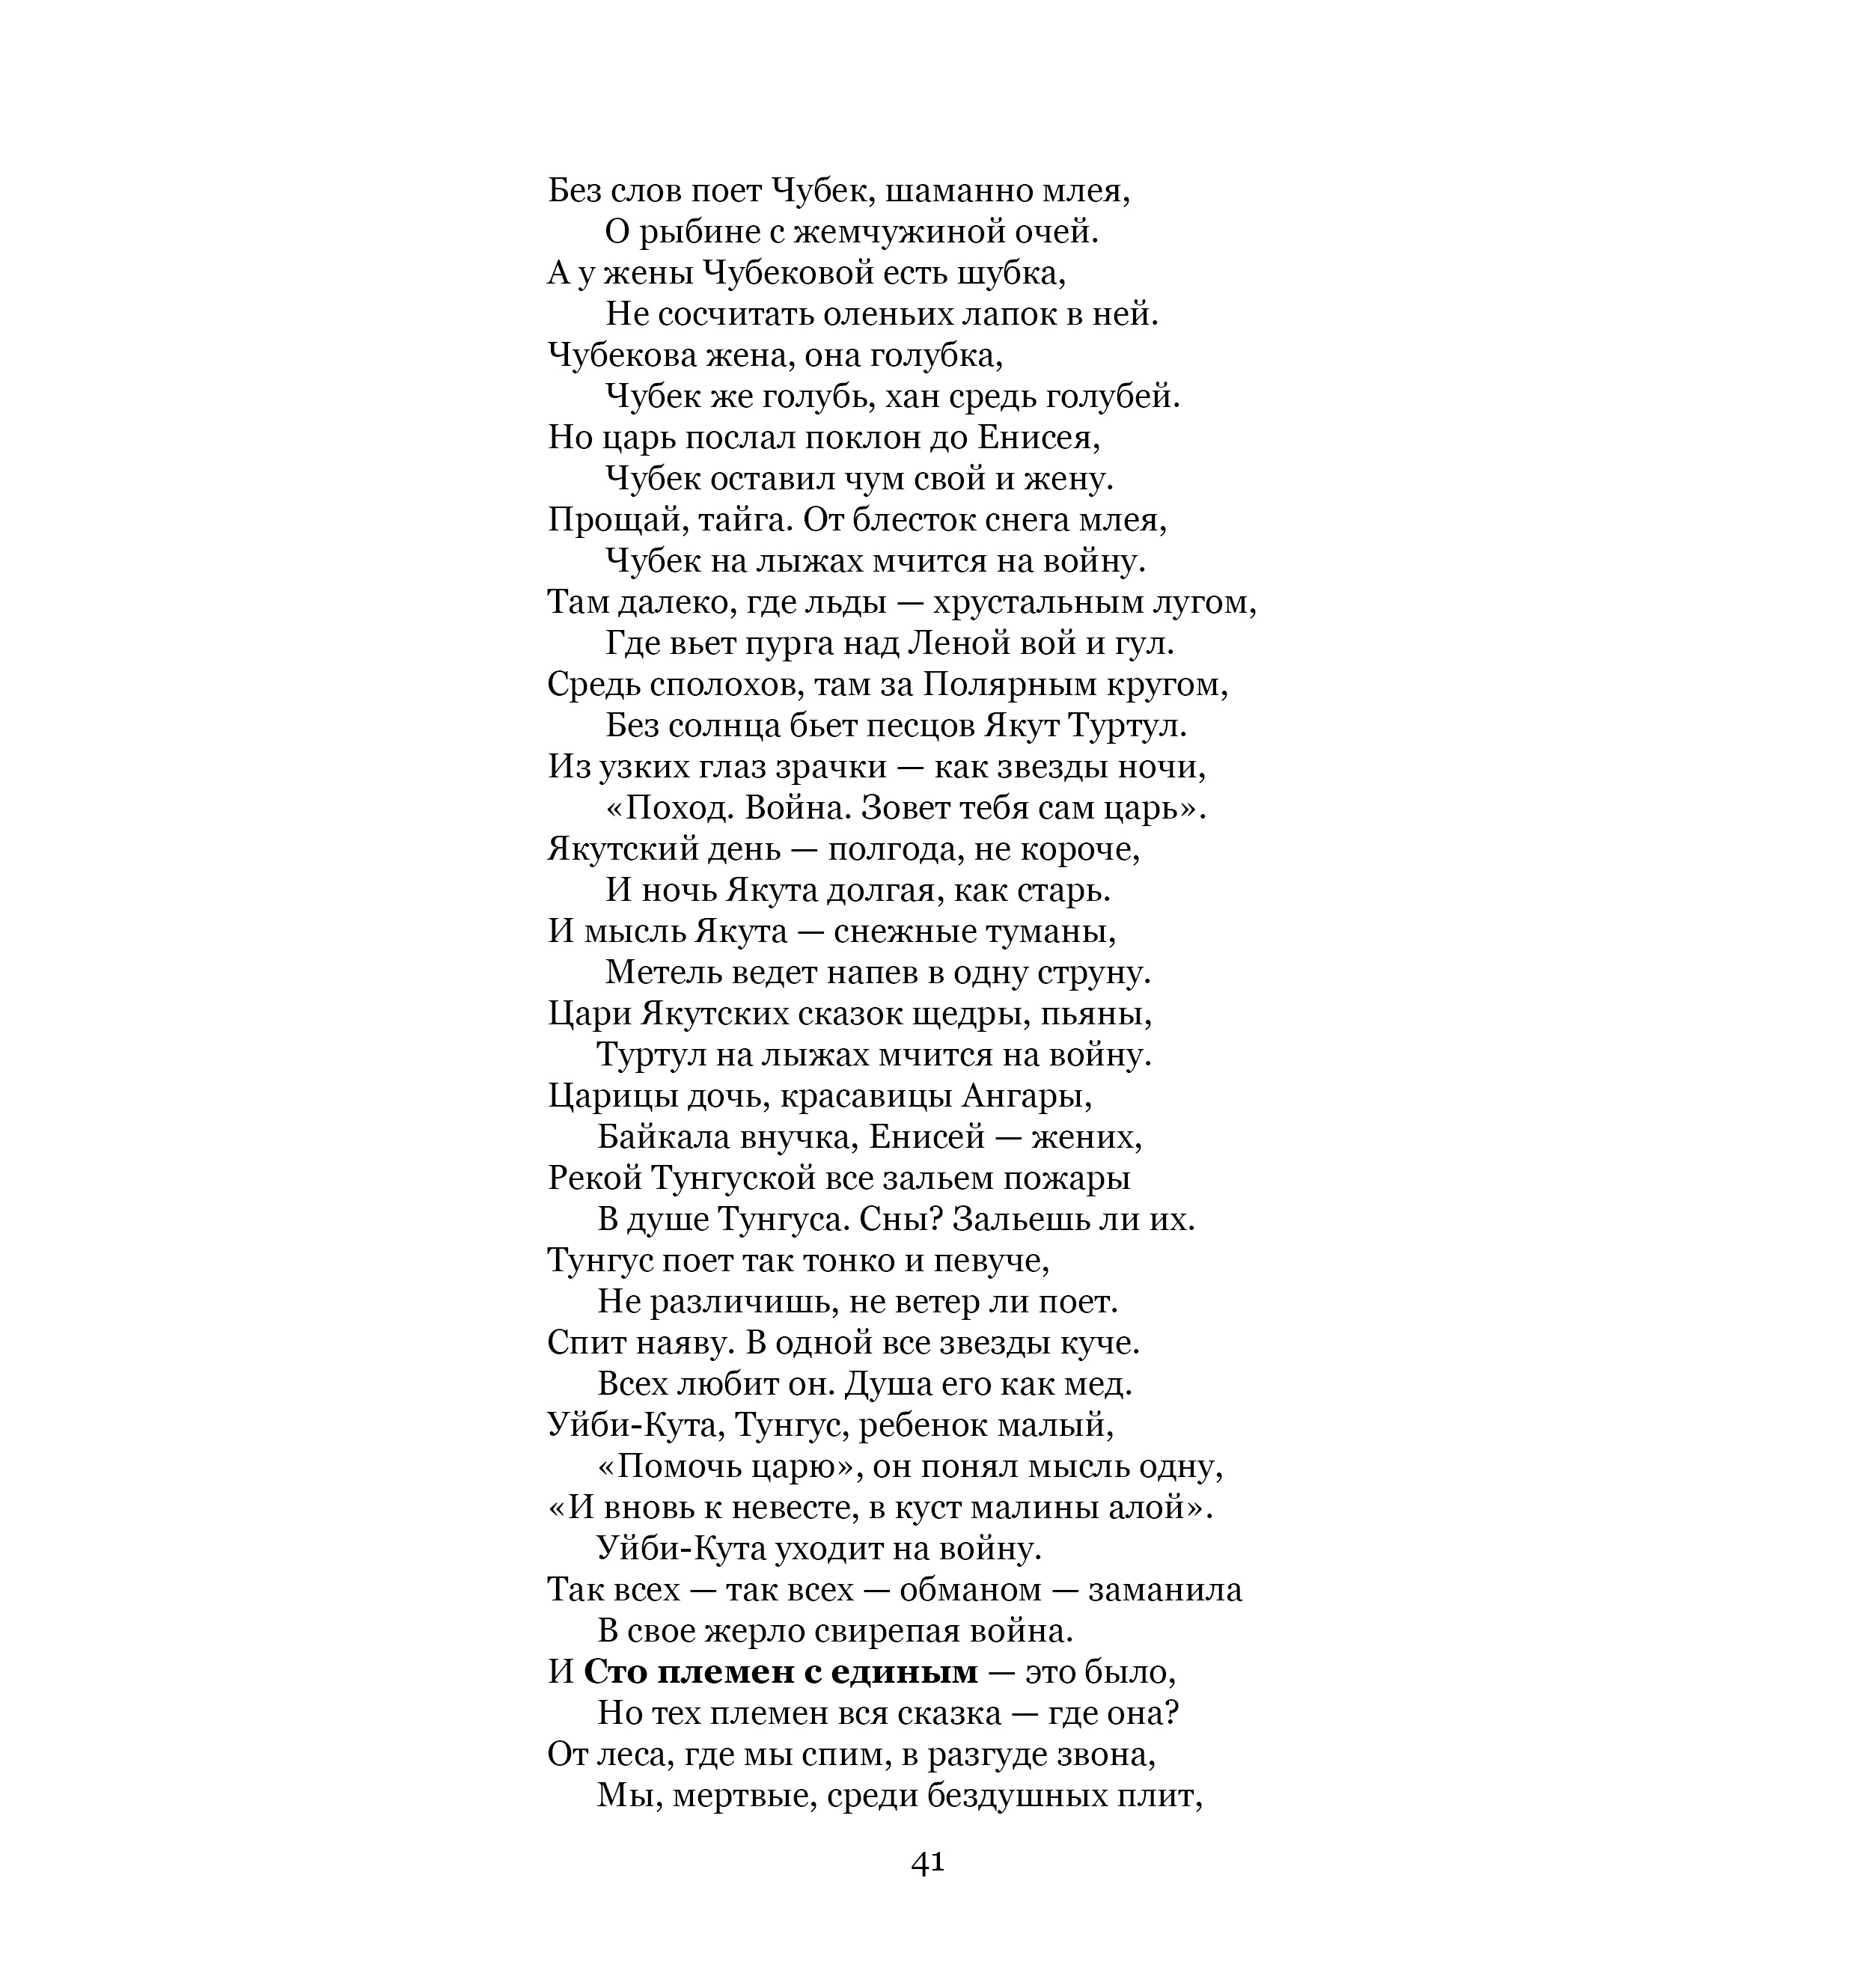 Без слов поет Чубек, шаманно млея,
О рыбине с жемчужиной очей.
А у жены Чубековой есть шубка,
Не сосчитать оленьих лапок в ней.
Чубекова жена, она голубка,
Чубек же голубь, хан средь голубей.
Но царь послал поклон до Енисея,
Чубек оставил чум свой и жену.
Прощай, тайга. От блесток снега млея,
Чубек на лыжах мчится на войну.
Там далеко, где льды — хрустальным лугом,
Где вьет пурга над Леной вой и гул.
Средь сполохов, там за Полярным кругом,
Без солнца бьет песцов Якут Туртул.
Из узких глаз зрачки — как звезды ночи,
«Поход. Война. Зовет тебя сам царь».
Якутский день — полгода, не короче,
И ночь Якута долгая, как старь.
И мысль Якута — снежные туманы,
Метель ведет напев в одну струну.
Цари Якутских сказок щедры, пьяны,
Туртул на лыжах мчится на войну.
Царицы дочь, красавицы Ангары,
Байкала внучка, Енисей — жених,
Рекой Тунгуской все зальем пожары
В душе Тунгуса. Сны? Зальешь ли их.
Тунгус поет так тонко и певуче,
Не различишь, не ветер ли поет.
Спит наяву. В одной все звезды куче.
Всех любит он. Душа его как мед.
Уйби-Кута, Тунгус, ребенок малый,
«Помочь царю», он понял мысль одну,
«И вновь к невесте, в куст малины алой».
Уйби-Кута уходит на войну.
Так всех — так всех — обманом — заманила
В свое жерло свирепая война.
И Сто племен с единым — это было,
Но тех племен вся сказка — где она?
От леса, где мы спим, в разгуде звона,
Мы, мертвые, среди бездушных плит,
41